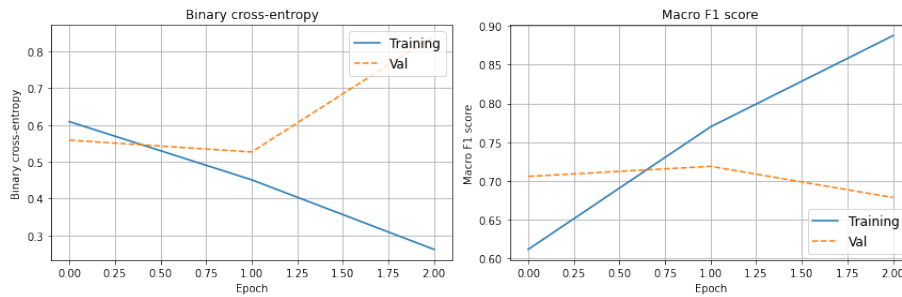 Binary cross-entropy
Binary cross-entropy
0.8
0.7
0.6
0.5
0.4
0.3
Training
Val
0.00 0.25 0.50 0.75 1.00 1.25 1.50 1.75 2.00
Epoch
Macro F1 score
Macro F1 score
0.90
0.85
0.80
0.75
0.70
0.65
0.60
Training
Val
0.00 0.25 0.50 0.75 1.00 1.25 1.50 1.75 2.00
Epoch